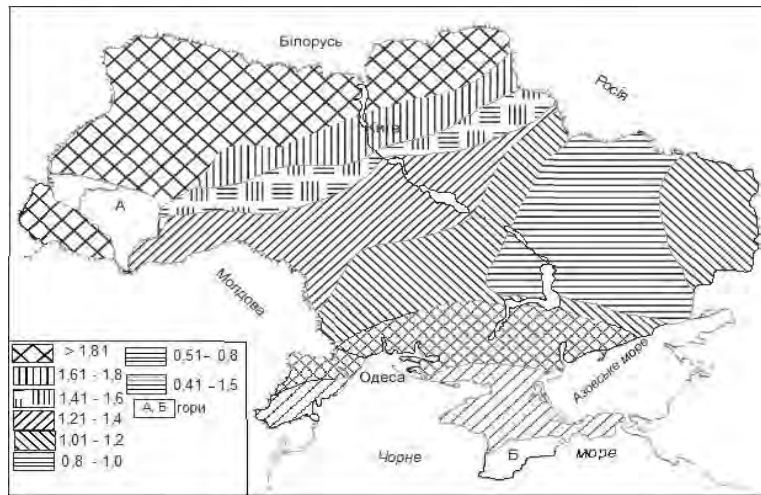 Білорусь
Росія
Київ
А
Молдова
Одеса
Азовське море
Чорне
море
Б
> 1,81
1,61 - 1,8
1,41 - 1,6
1,21 - 1,4
1,01 - 1,2
0,8 - 1,0
0,51 - 0,8
0,41 - 1,5
А, Б гори